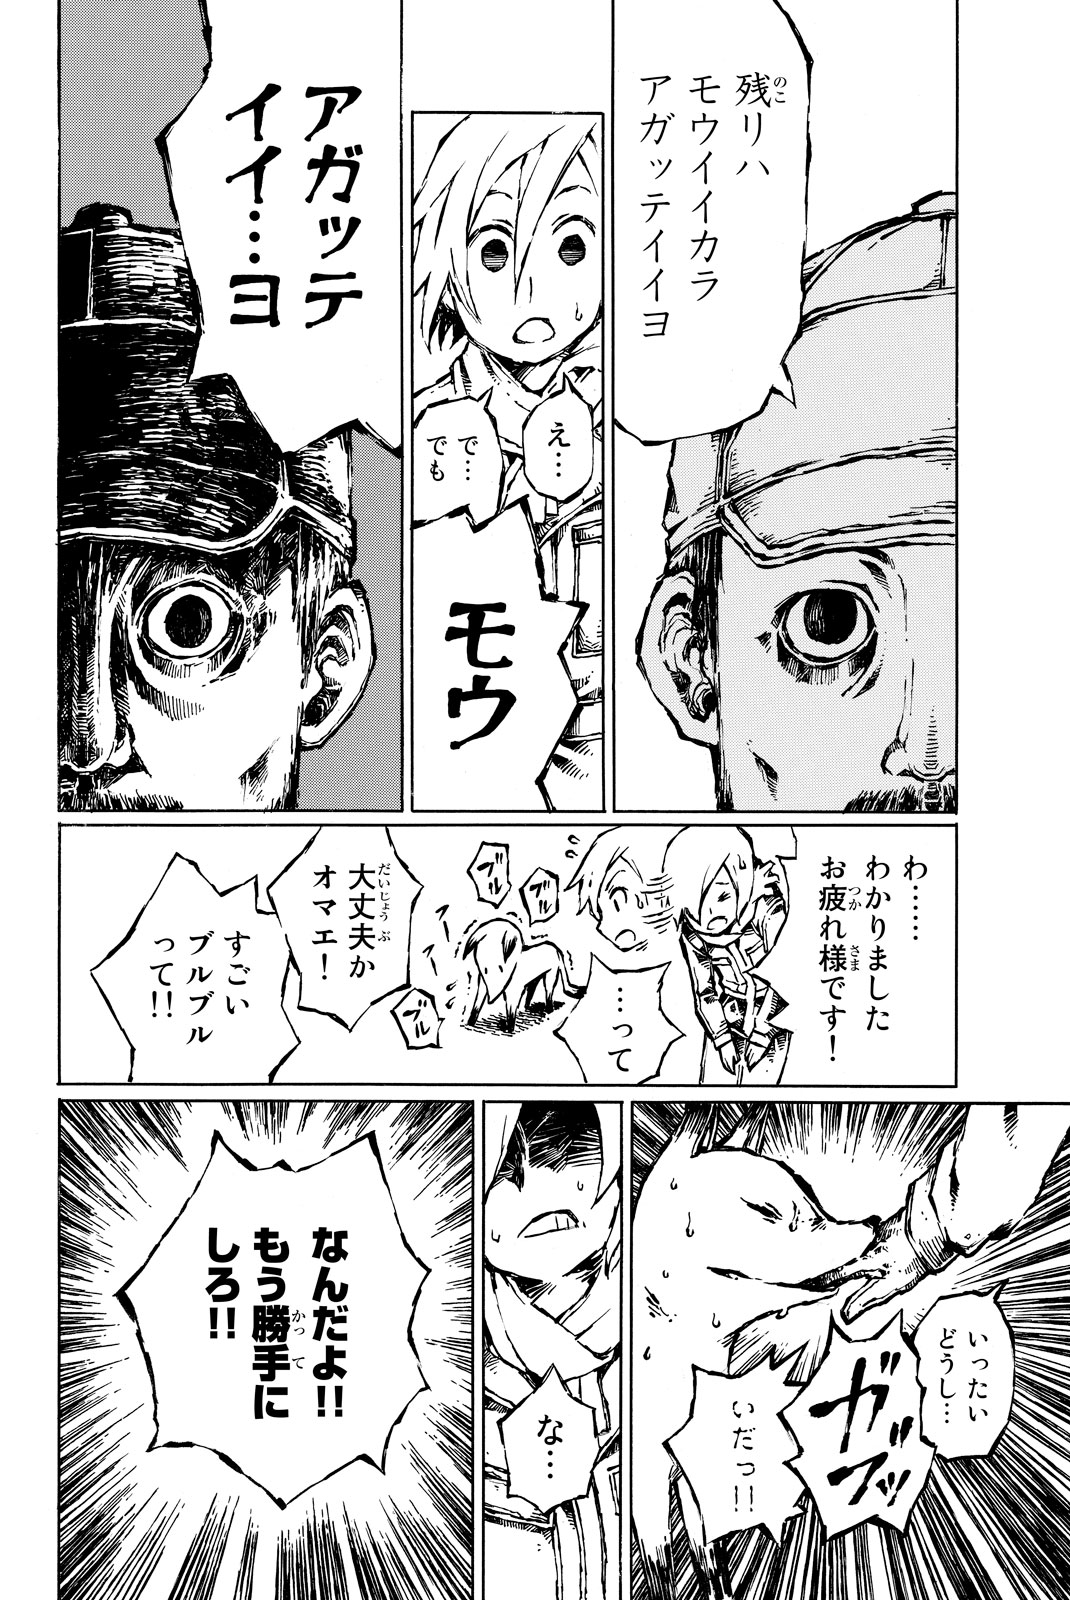 残リハ
モウイイカラ
アガッテイイヨ
え…
で…
でも
モウ
アガッテ
イイ…ヨ
わ……
わかりました
お疲れ様です！
…って
ブル
ブル
ブル
大丈夫か
オマエ！
すごい
ブルブル
って!!
いったい
どうし…
ガブッ
いだっ!!
な…
なんだよ!!
もう勝手に
しろ!!